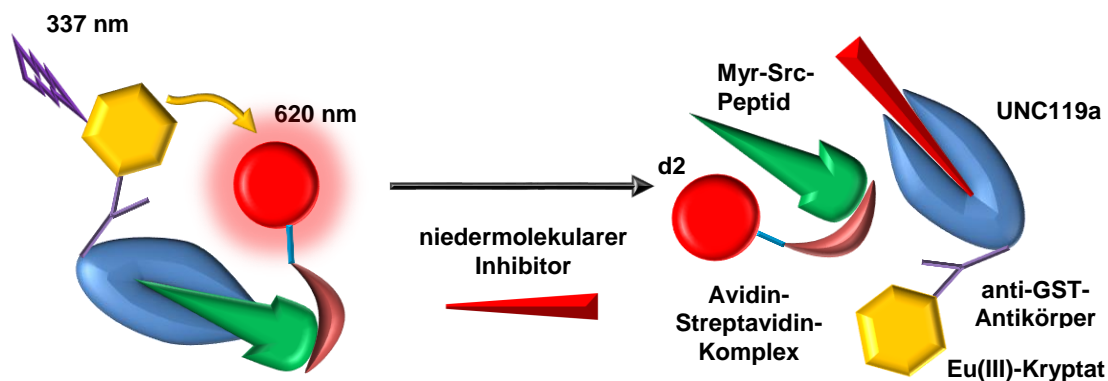 337 nm
620 nm
niedermolekularer
Inhibitor
Myr-Src-
Peptid
UNC119a
d2
Avidin-
Streptavidin-
Komplex
anti-GST-
Antikörper
Eu(III)-Kryptat